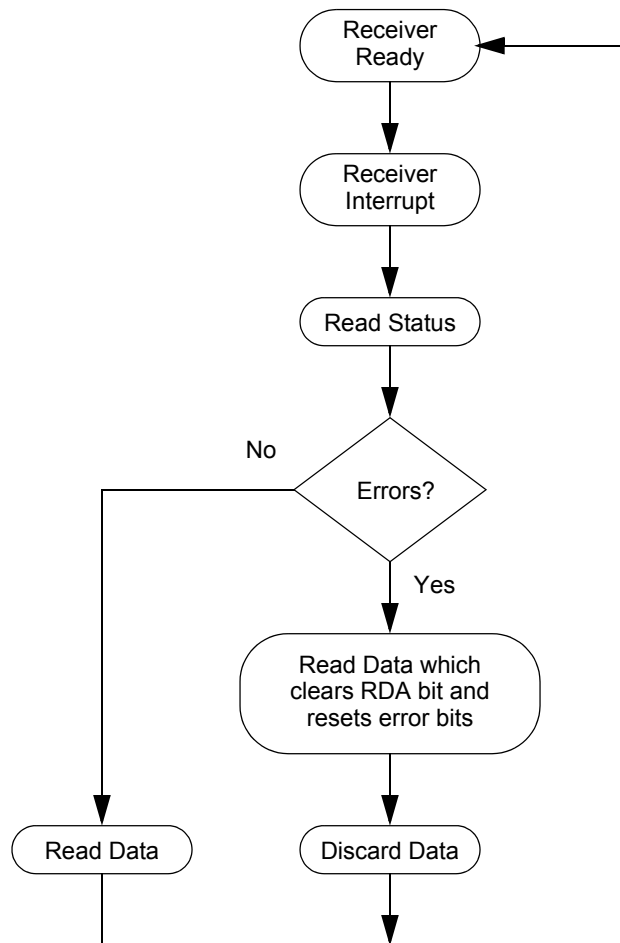 Receiver
Ready
Receiver
Interrupt
Read Status
No
Errors?
Yes
Read Data which
clears RDA bit and
resets error bits
Read Data
Discard Data